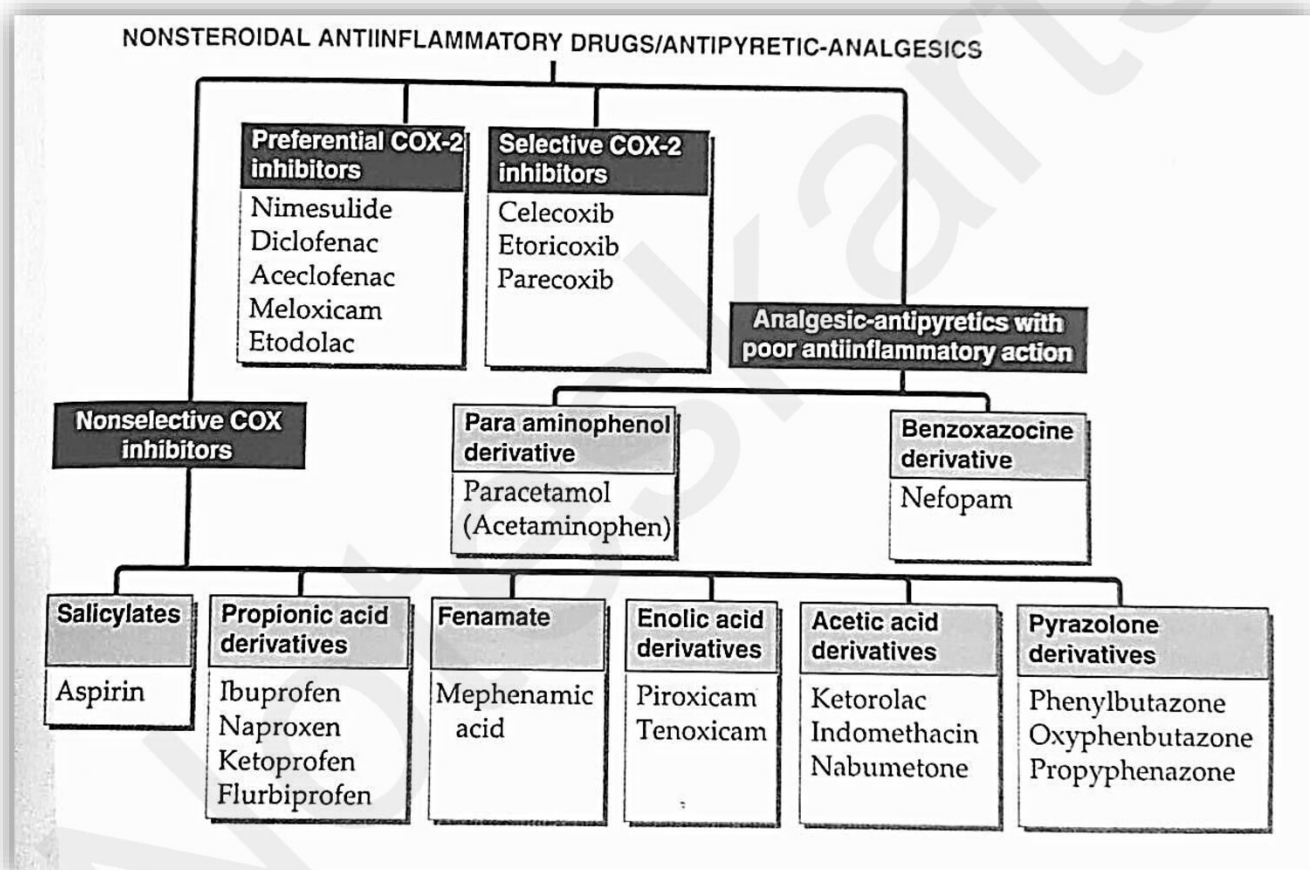 NONSTEROIDAL ANTIINFLAMMATORY DRUGS/ANTIPYRETIC-ANALGESICS
Preferential COX-2
inhibitors
Nimesulide
Diclofenac
Aceclofenac
Meloxicam
Etodolac
Selective COX-2
inhibitors
Celecoxib
Etoricoxib
Parecoxib
Analgesic-antipyretics with
poor antiinflammatory action
Nonselective COX
inhibitors
Para aminophenol
derivative
Paracetamol
(Acetaminophen)
Benzoxazocine
derivative
Nefopam
Salicylates
Aspirin
Propionic acid
derivatives
Ibuprofen
Naproxen
Ketoprofen
Flurbiprofen
Fenamate
Mephenamic
acid
Enolic acid
derivatives
Piroxicam
Tenoxicam
Acetic acid
derivatives
Ketorolac
Indomethacin
Nabumetone
Pyrazolone
derivatives
Phenylbutazone
Oxyphenbutazone
Propyphenazone